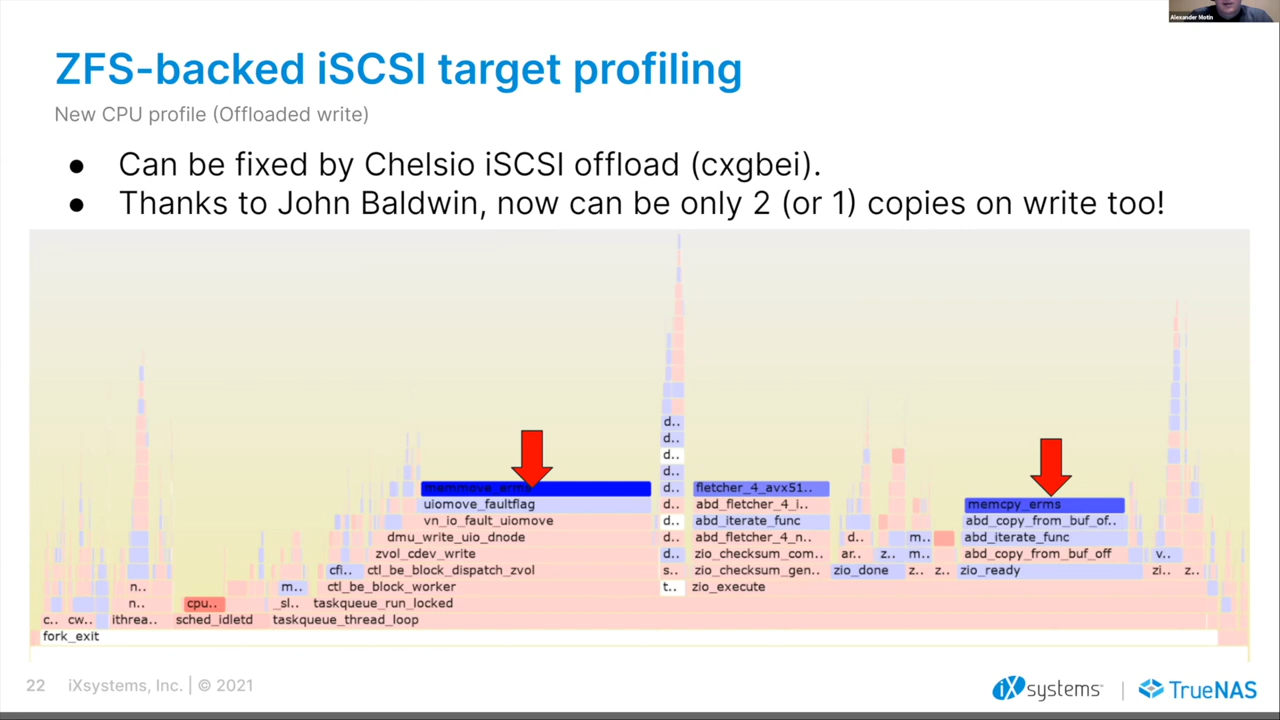 Alexander Motin
ZFS-backed iSCSI target profiling
New CPU profile (Offloaded write)
● Can be fixed by Chelsio iSCSI offload (cxgbei).
● Thanks to John Baldwin, now can be only 2 (or 1) copies on write too!
d..
d..
d..
d..
memmove_erms d.. fletcher_4_avx51..
uiomove_faultflag d.. abd_fletcher_4_i.. memcpy_erms
vn_io_fault_uiomove d.. abd_iterate_func abd_copy_from_buf_of..
dmu_write_uio_dnode d.. abd_fletcher_4_n.. d.. m.. abd_iterate_func
zvol_cdev_write d.. zio_checksum_com.. ar.. z.. m.. abd_copy_from_buf_off v..
cfi.. ctl_be_block_dispatch_zvol s.. zio_checksum_gen.. zio_done z.. z.. zio_ready zi.. z..
n.. m.. ctl_be_block_worker t.. zio_execute
n.. cpu.. _sl.. taskqueue_run_locked
c.. cw.. ithrea.. sched_idletd taskqueue_thread_loop
fork_exit
22 iXsystems, Inc. | © 2021
iXsystems | TrueNAS